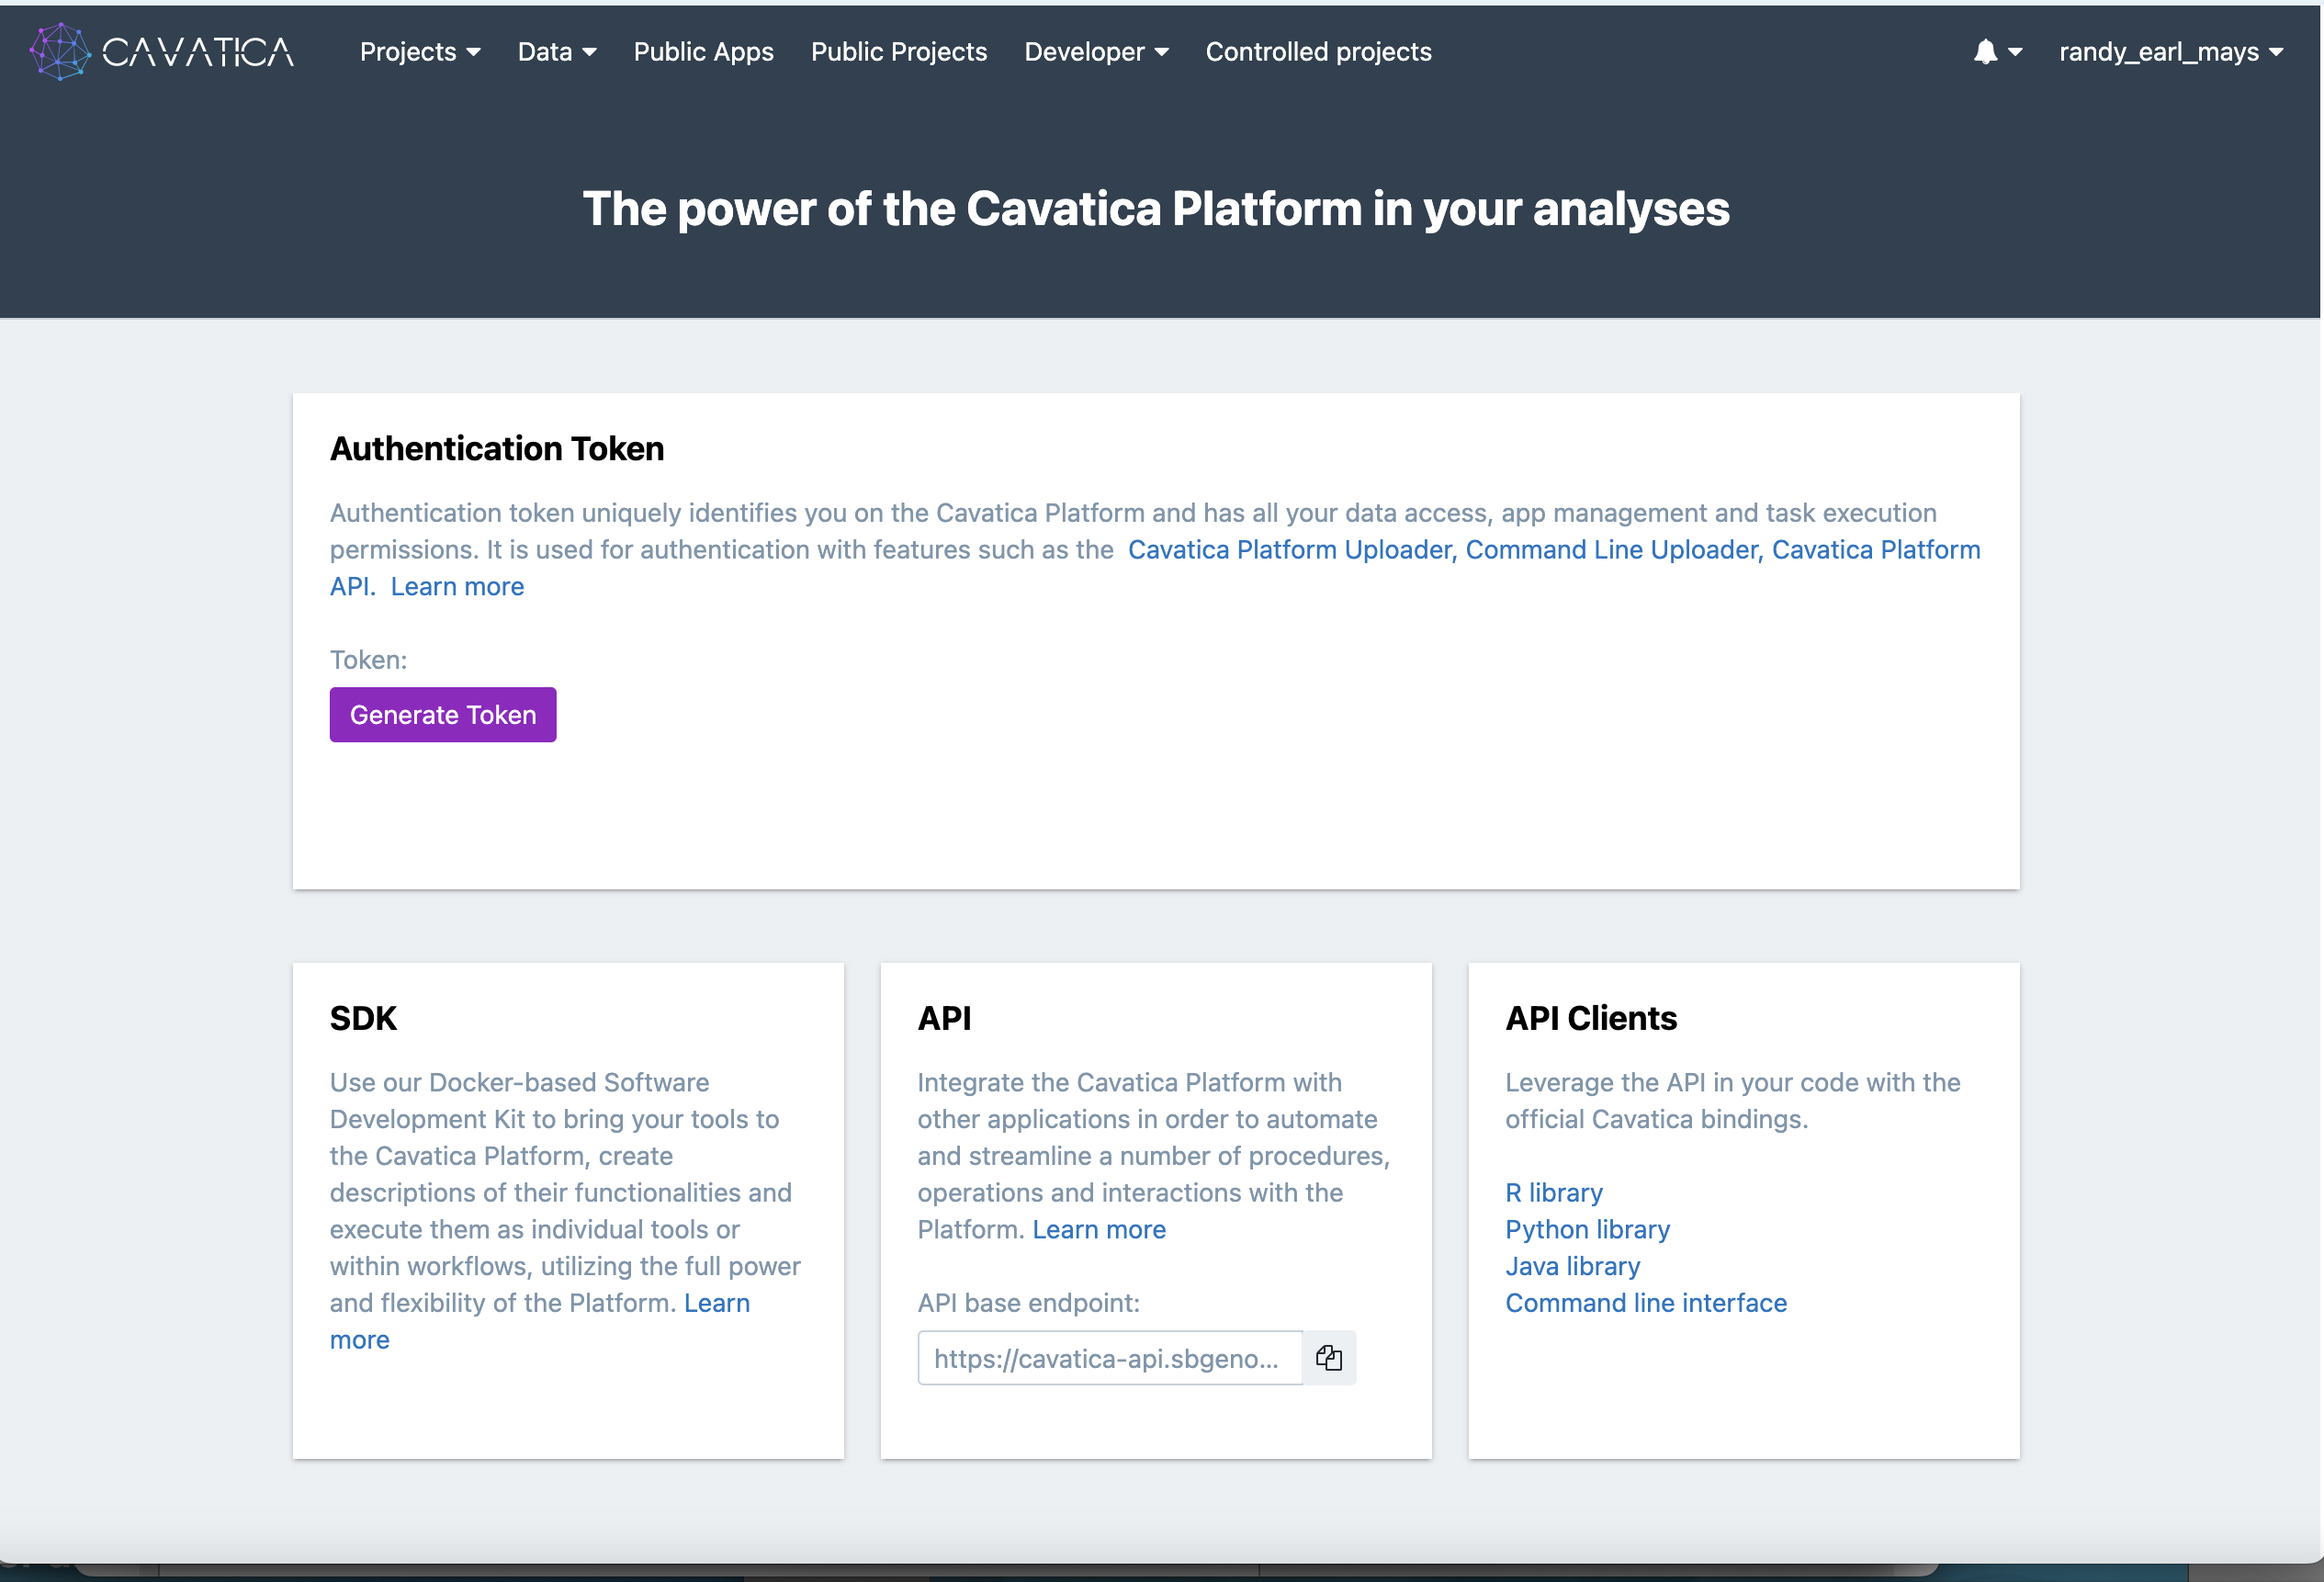 CAVATICA Projects Data Public Apps Public Projects Developer Controlled projects randy_earl_mays
The power of the Cavatica Platform in your analyses
Authentication Token
Authentication token uniquely identifies you on the Cavatica Platform and has all your data access, app management and task execution
permissions. It is used for authentication with features such as the Cavatica Platform Uploader, Command Line Uploader, Cavatica Platform
API. Learn more
Token:
Generate Token
SDK
Use our Docker-based Software
Development Kit to bring your tools to
the Cavatica Platform, create
descriptions of their functionalities and
execute them as individual tools or
within workflows, utilizing the full power
and flexibility of the Platform. Learn
more
API
Integrate the Cavatica Platform with
other applications in order to automate
and streamline a number of procedures,
operations and interactions with the
Platform. Learn more
API base endpoint:
https://cavatica-api.sbgeno...
API Clients
Leverage the API in your code with the
official Cavatica bindings.
R library
Python library
Java library
Command line interface